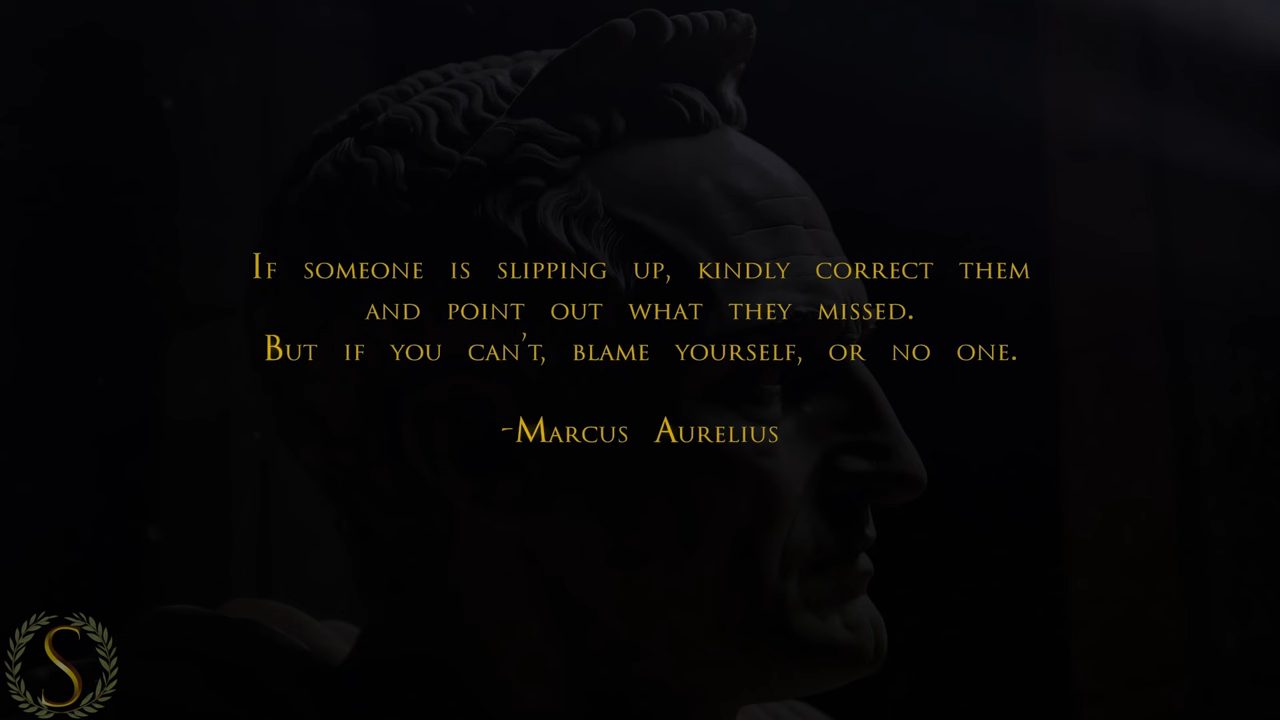 If someone is slipping up, kindly correct them
and point out what they missed.
But if you can't, blame yourself, or no one.
-Marcus Aurelius
S